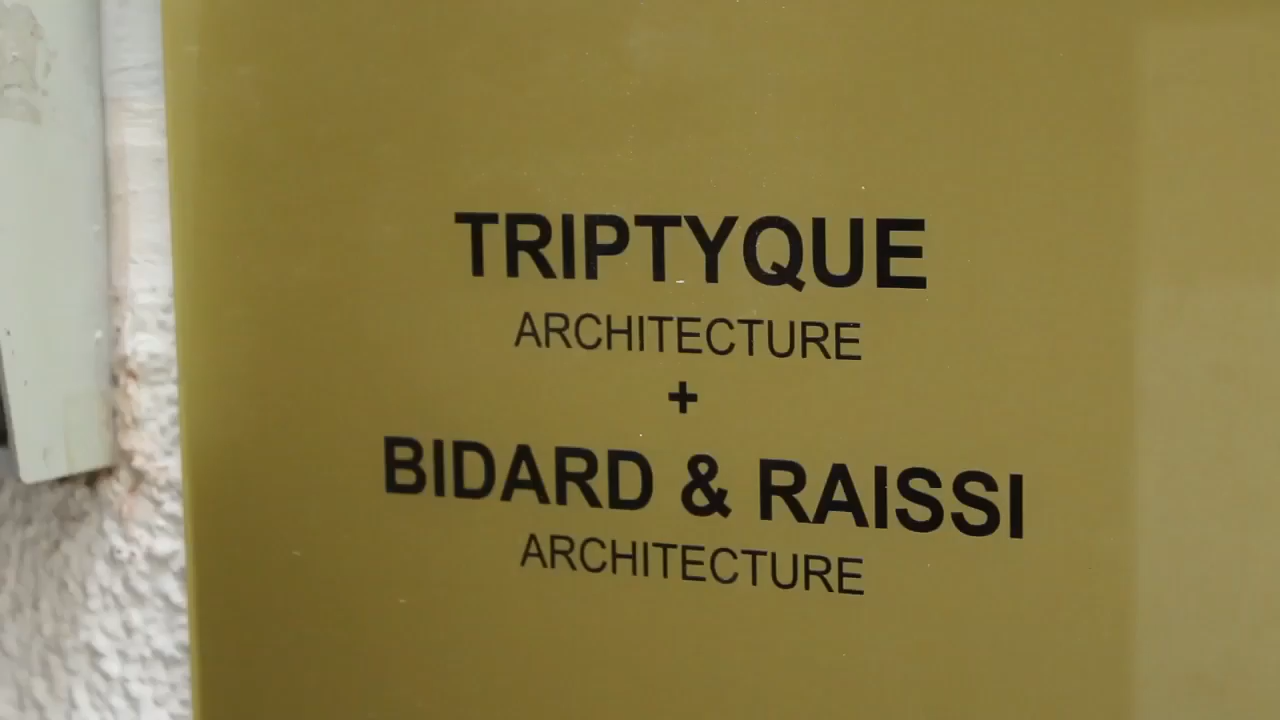 TRIPTYQUE
ARCHITECTURE
+
BIDARD & RAISSI
ARCHITECTURE